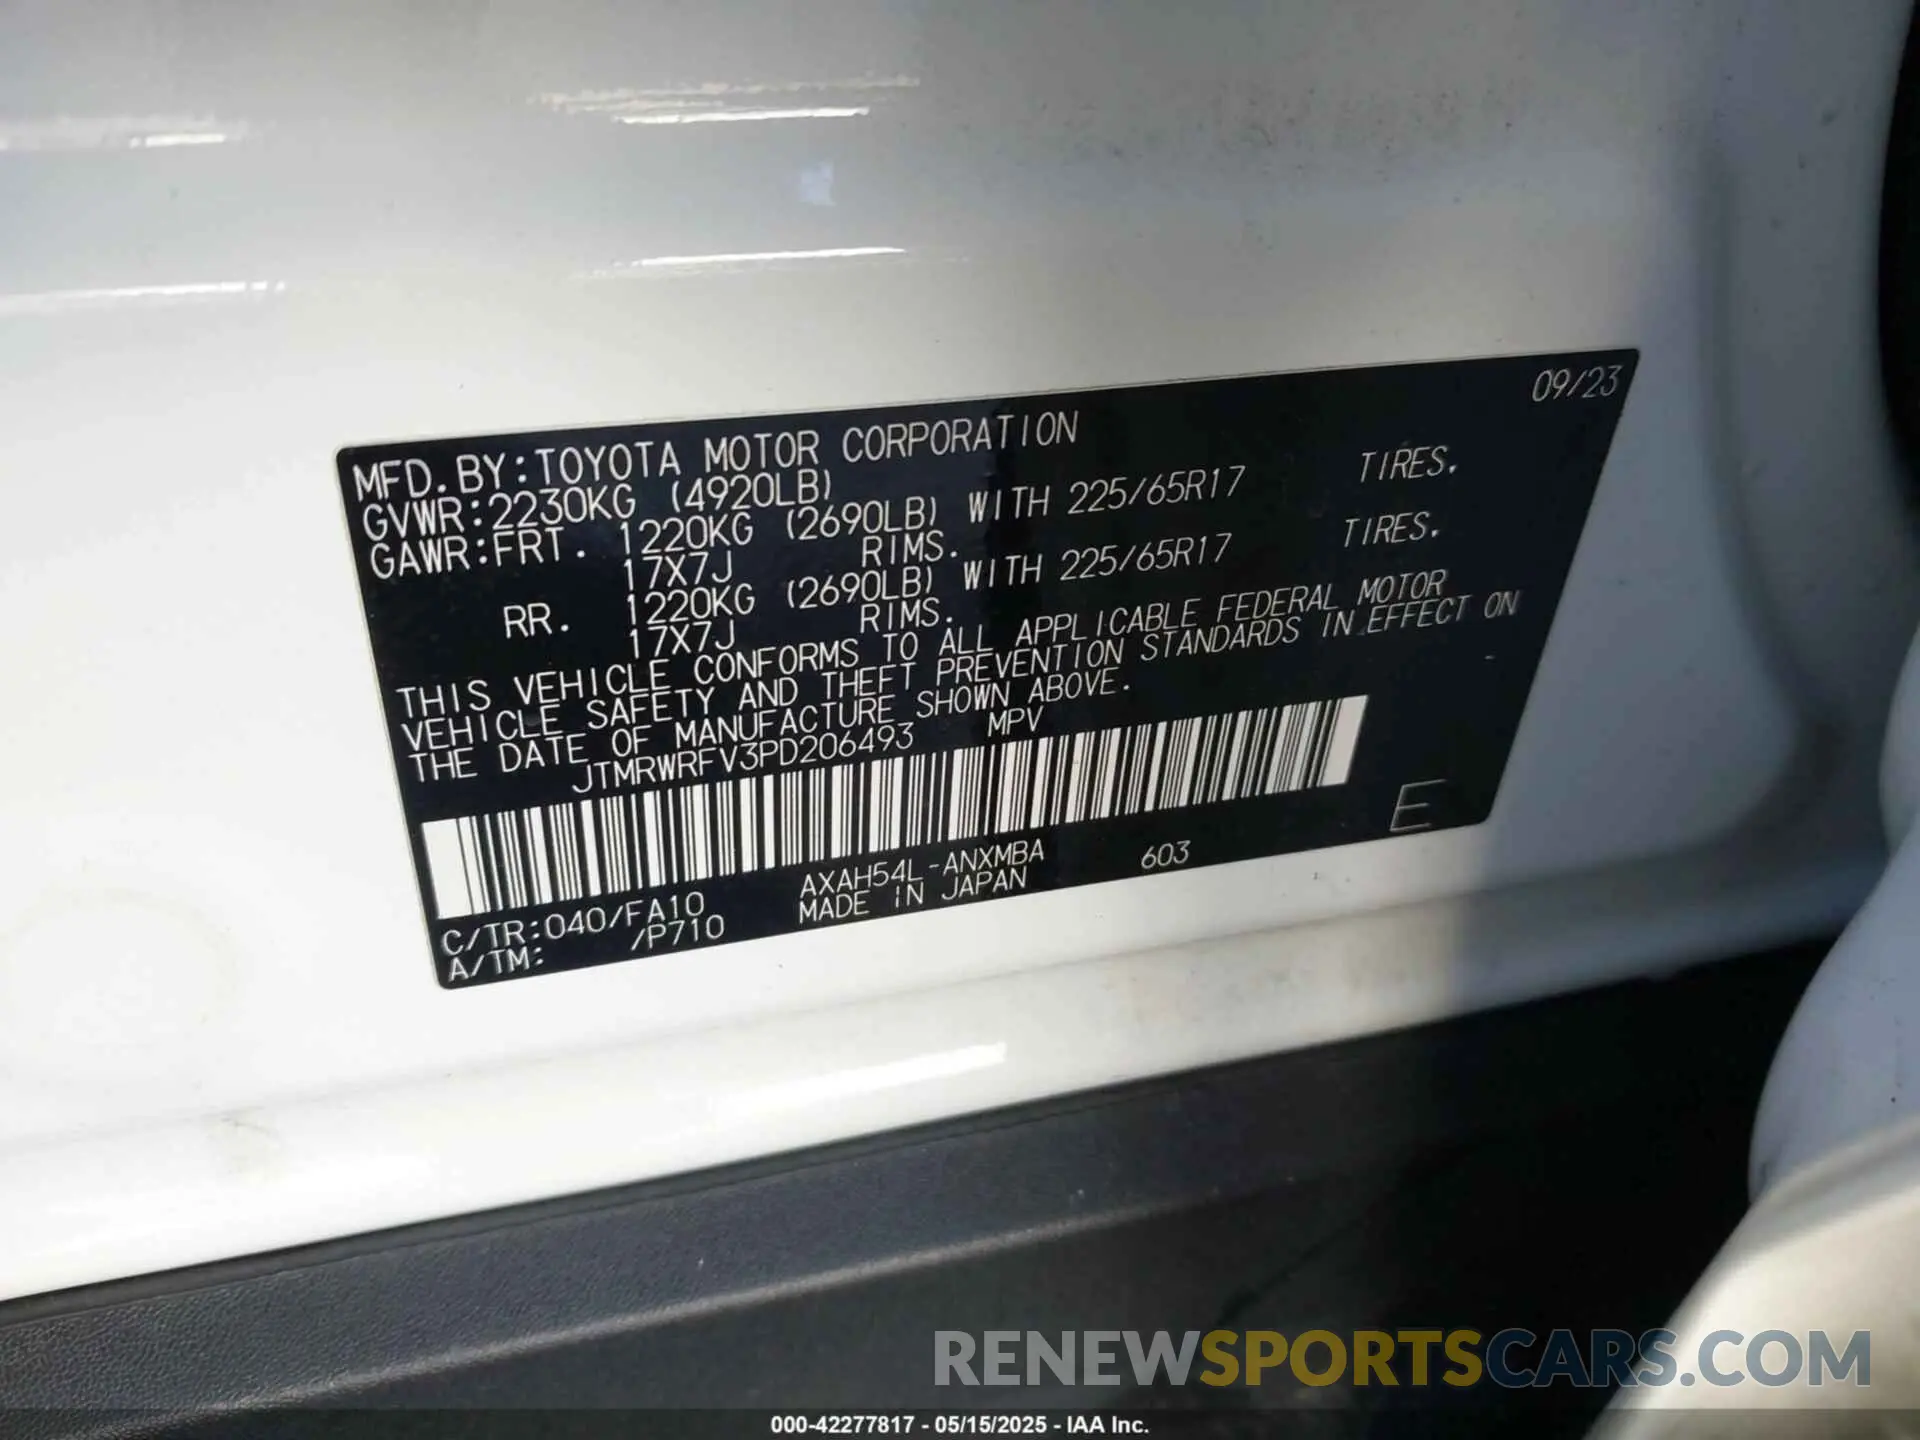 09/23
MFD. BY: TOYOTA MOTOR CORPORATION
GVWR: 2230KG (4920LB)
GAWR: FRT. 1220KG (2690LB) WITH 225/65R17 TIRES.
17X7J RIMS.
RR. 1220KG (2690LB) WITH 225/65R17 TIRES.
17X7J RIMS.
THIS VEHICLE CONFORMS TO ALL APPLICABLE FEDERAL MOTOR
VEHICLE SAFETY AND THEFT PREVENTION STANDARDS IN EFFECT ON
THE DATE OF MANUFACTURE SHOWN ABOVE.
JTMRWRFV3PD206493 MPV
E
AXAH54L-ANXMBA 603
C/TR: 040/FA10 MADE IN JAPAN
A/TM: /P710
RENEWSPORTSCARS.COM
000-42277817 - 05/15/2025 - IAA Inc.